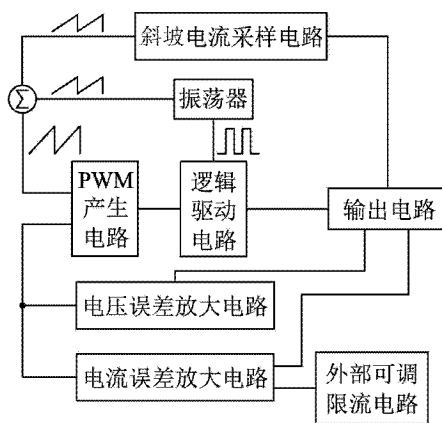 斜坡电流采样电路
Σ
振荡器
PWM
产生
电路
逻辑
驱动
电路
输出电路
电压误差放大电路
电流误差放大电路
外部可调
限流电路